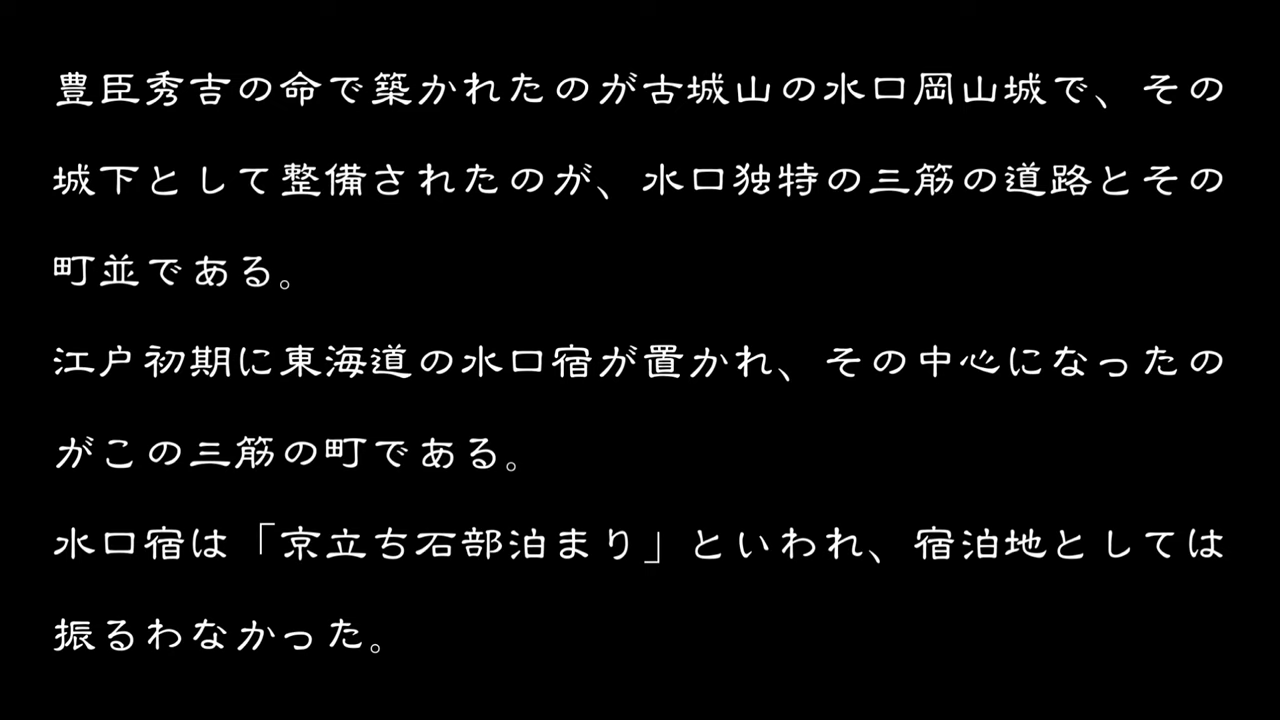 豊臣秀吉の命で築かれたのが古城山の水口岡山城で、その
城下として整備されたのが、水口独特の三筋の道路とその
町並である。
江戸初期に東海道の水口宿が置かれ、その中心になったの
がこの三筋の町である。
水口宿は「京立ち石部泊まり」といわれ、宿泊地としては
振るわなかった。